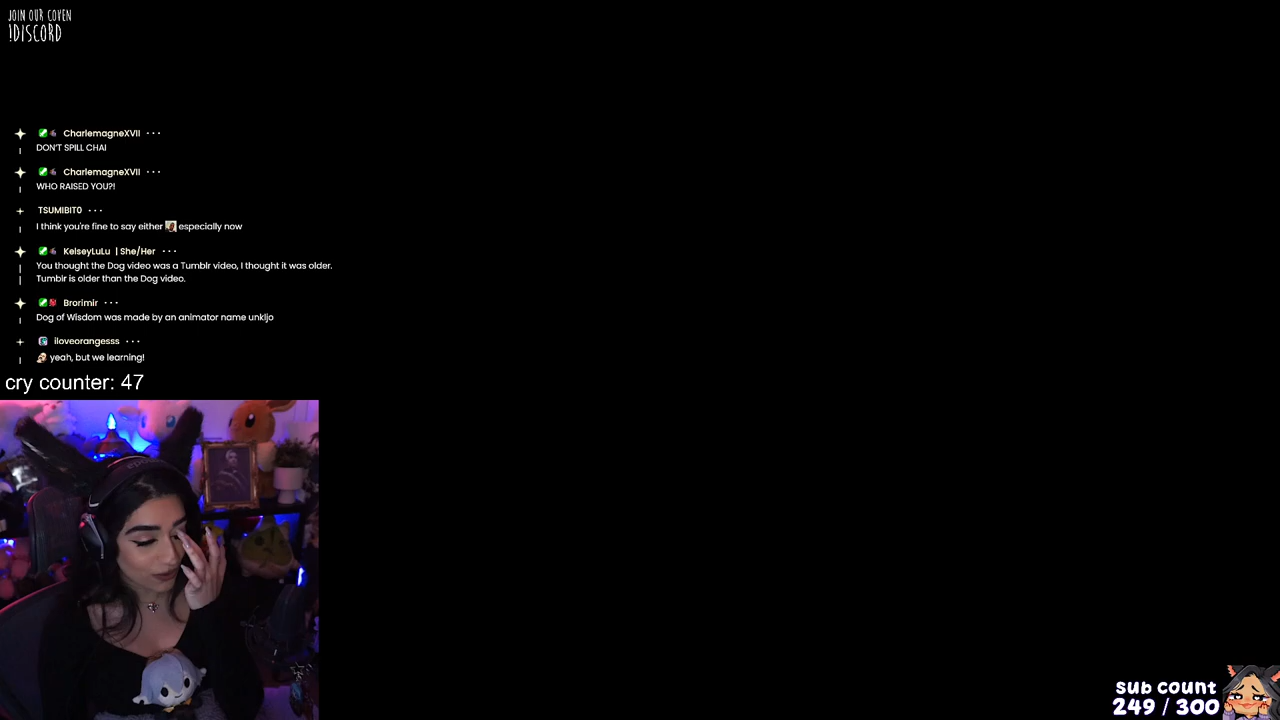 JOIN OUR COVEN
!DISCORD
CharlemagneXVII
DON'T SPILL CHAI
CharlemagneXVII
WHO RAISED YOU?!
TSUMIBIT0
I think you're fine to say either especially now
KelseyLuLu | She/Her
You thought the Dog video was a Tumblr video, I thought it was older.
Tumblr is older than the Dog video.
Brorimir
Dog of Wisdom was made by an animator name unkljo
iloveorangesss
yeah, but we learning!
cry counter: 47
sub count
249 / 300